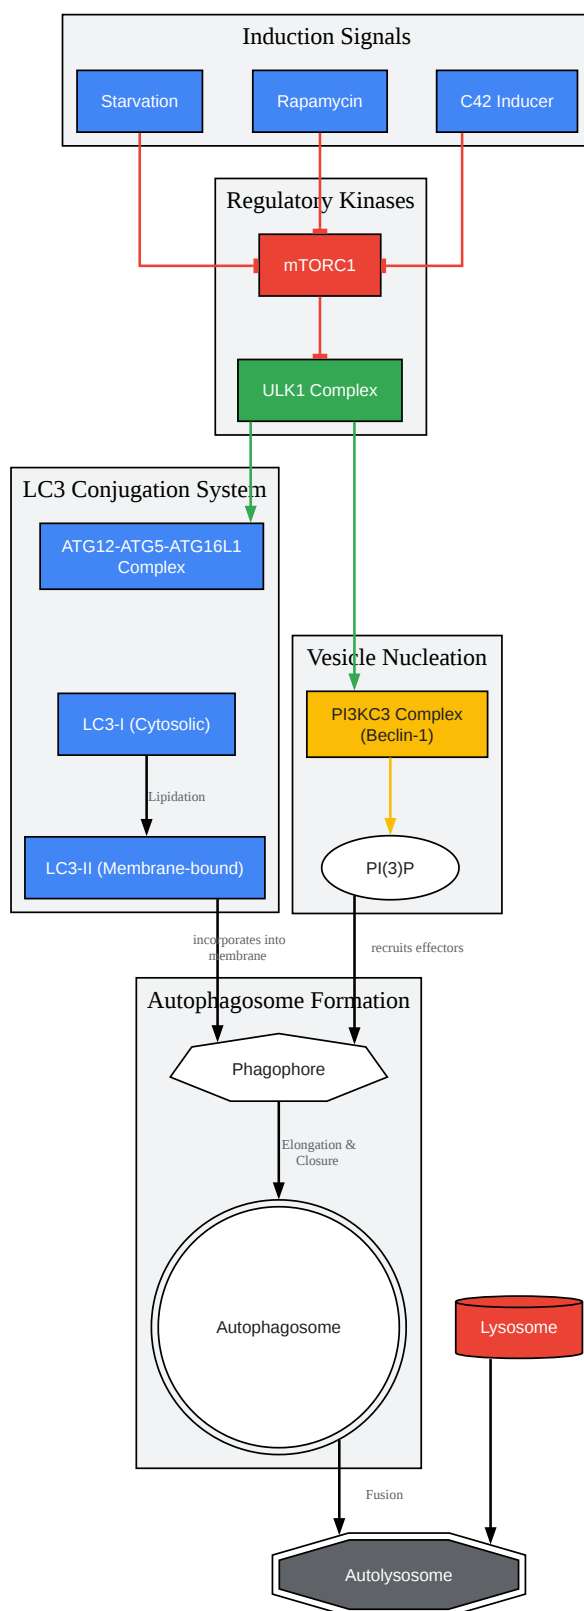 Induction Signals
Starvation
Rapamycin
C42 Inducer
Regulatory Kinases
mTORC1
ULK1 Complex
LC3 Conjugation System
ATG12-ATG5-ATG16L1
Complex
Vesicle Nucleation
LC3-I (Cytosolic)
PI3KC3 Complex
(Beclin-1)
Lipidation
LC3-II (Membrane-bound)
PI(3)P
incorporates into
membrane
recruits effectors
Autophagosome Formation
Phagophore
Elongation &
Closure
Autophagosome
Lysosome
Fusion
Autolysosome